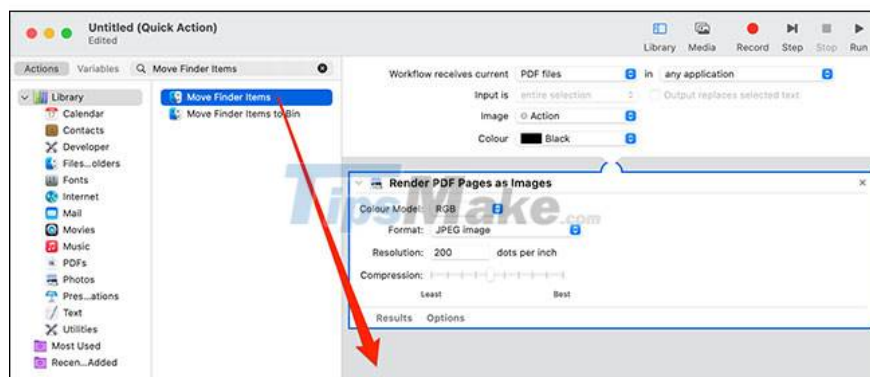 Untitled (Quick Action)
Edited
Library Media Record Step Stop Run
Actions Variables Move Finder Items
Library
Calendar
Contacts
Developer
Files...olders
Fonts
Internet
Mail
Movies
Music
PDFs
Photos
Pres...ations
Text
Utilities
Most Used
Recen...Added
Move Finder Items
Move Finder Items to Bin
Workflow receives current PDF files in any application
Input is entire selection Output replaces selected text
Image Action
Colour Black
TipsMake.com
Render PDF Pages as Images
Colour Model: RGB
Format: JPEG image
Resolution: 200 dots per inch
Compression:
Least Best
Results Options